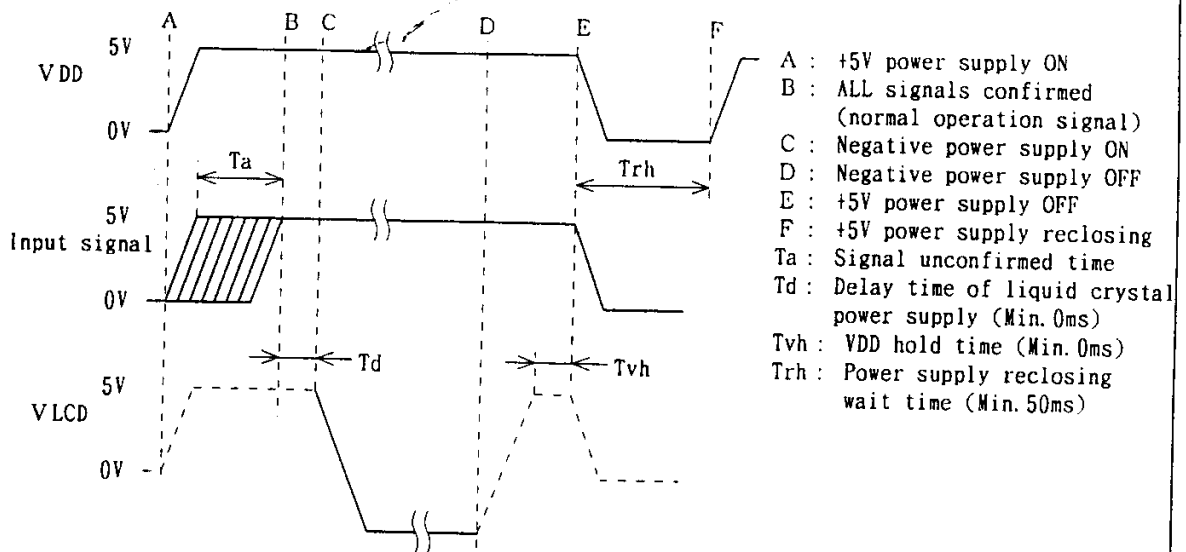 A B C D E F
5V
VDD
0V
Ta
Trh
5V
Input signal
0V
Td
Tvh
5V
VLCD
0V
A : +5V power supply ON
B : ALL signals confirmed
(normal operation signal)
C : Negative power supply ON
D : Negative power supply OFF
E : +5V power supply OFF
F : +5V power supply reclosing
Ta : Signal unconfirmed time
Td : Delay time of liquid crystal
power supply (Min. 0ms)
Tvh : VDD hold time (Min. 0ms)
Trh : Power supply reclosing
wait time (Min. 50ms)